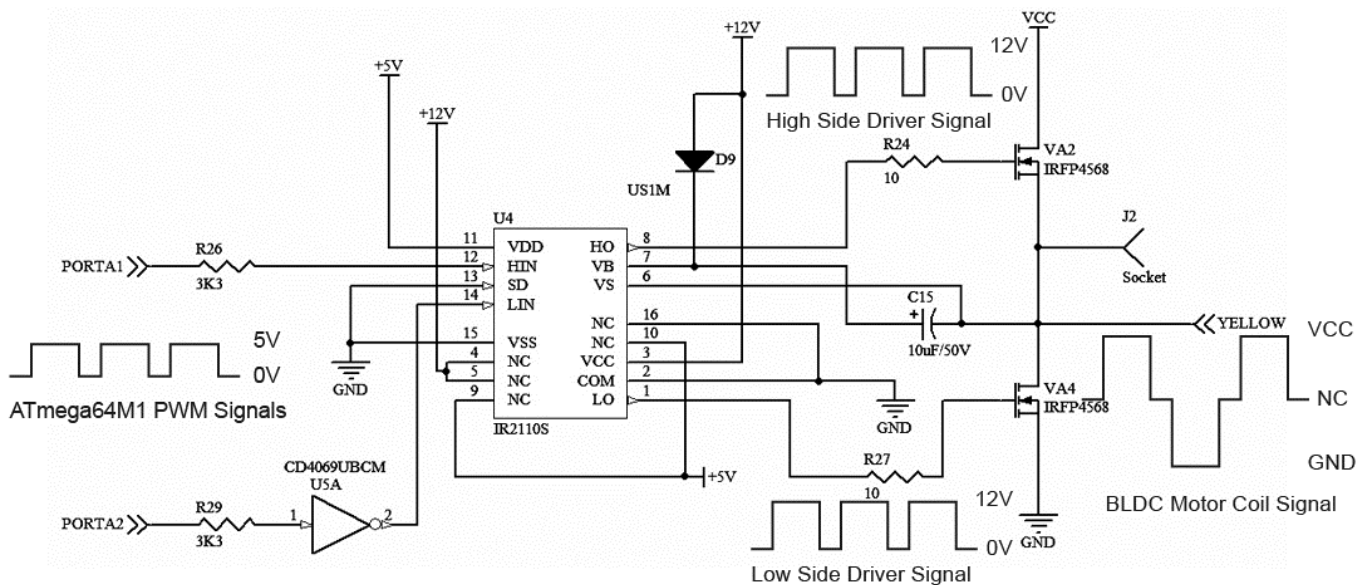 +5V
+12V
+12V
VCC
12V
0V
High Side Driver Signal
R24
10
VA2
IRFP4568
D9
US1M
U4
11 VDD HO 8
12 HIN VB 7
13 SD VS 6
14 LIN
NC 16
15 VSS NC 10
4 NC VCC 3
5 NC COM 2
9 NC LO 1
IR2110S
PORTA1
R26
3K3
J2
Socket
C15
+
10uF/50V
YELLOW
VCC
NC
GND
BLDC Motor Coil Signal
5V
0V
ATmega64M1 PWM Signals
GND
GND
VA4
IRFP4568
CD4069UBCM
U5A
PORTA2
R29
3K3
1
2
+5V
R27
10
12V
0V
Low Side Driver Signal
GND